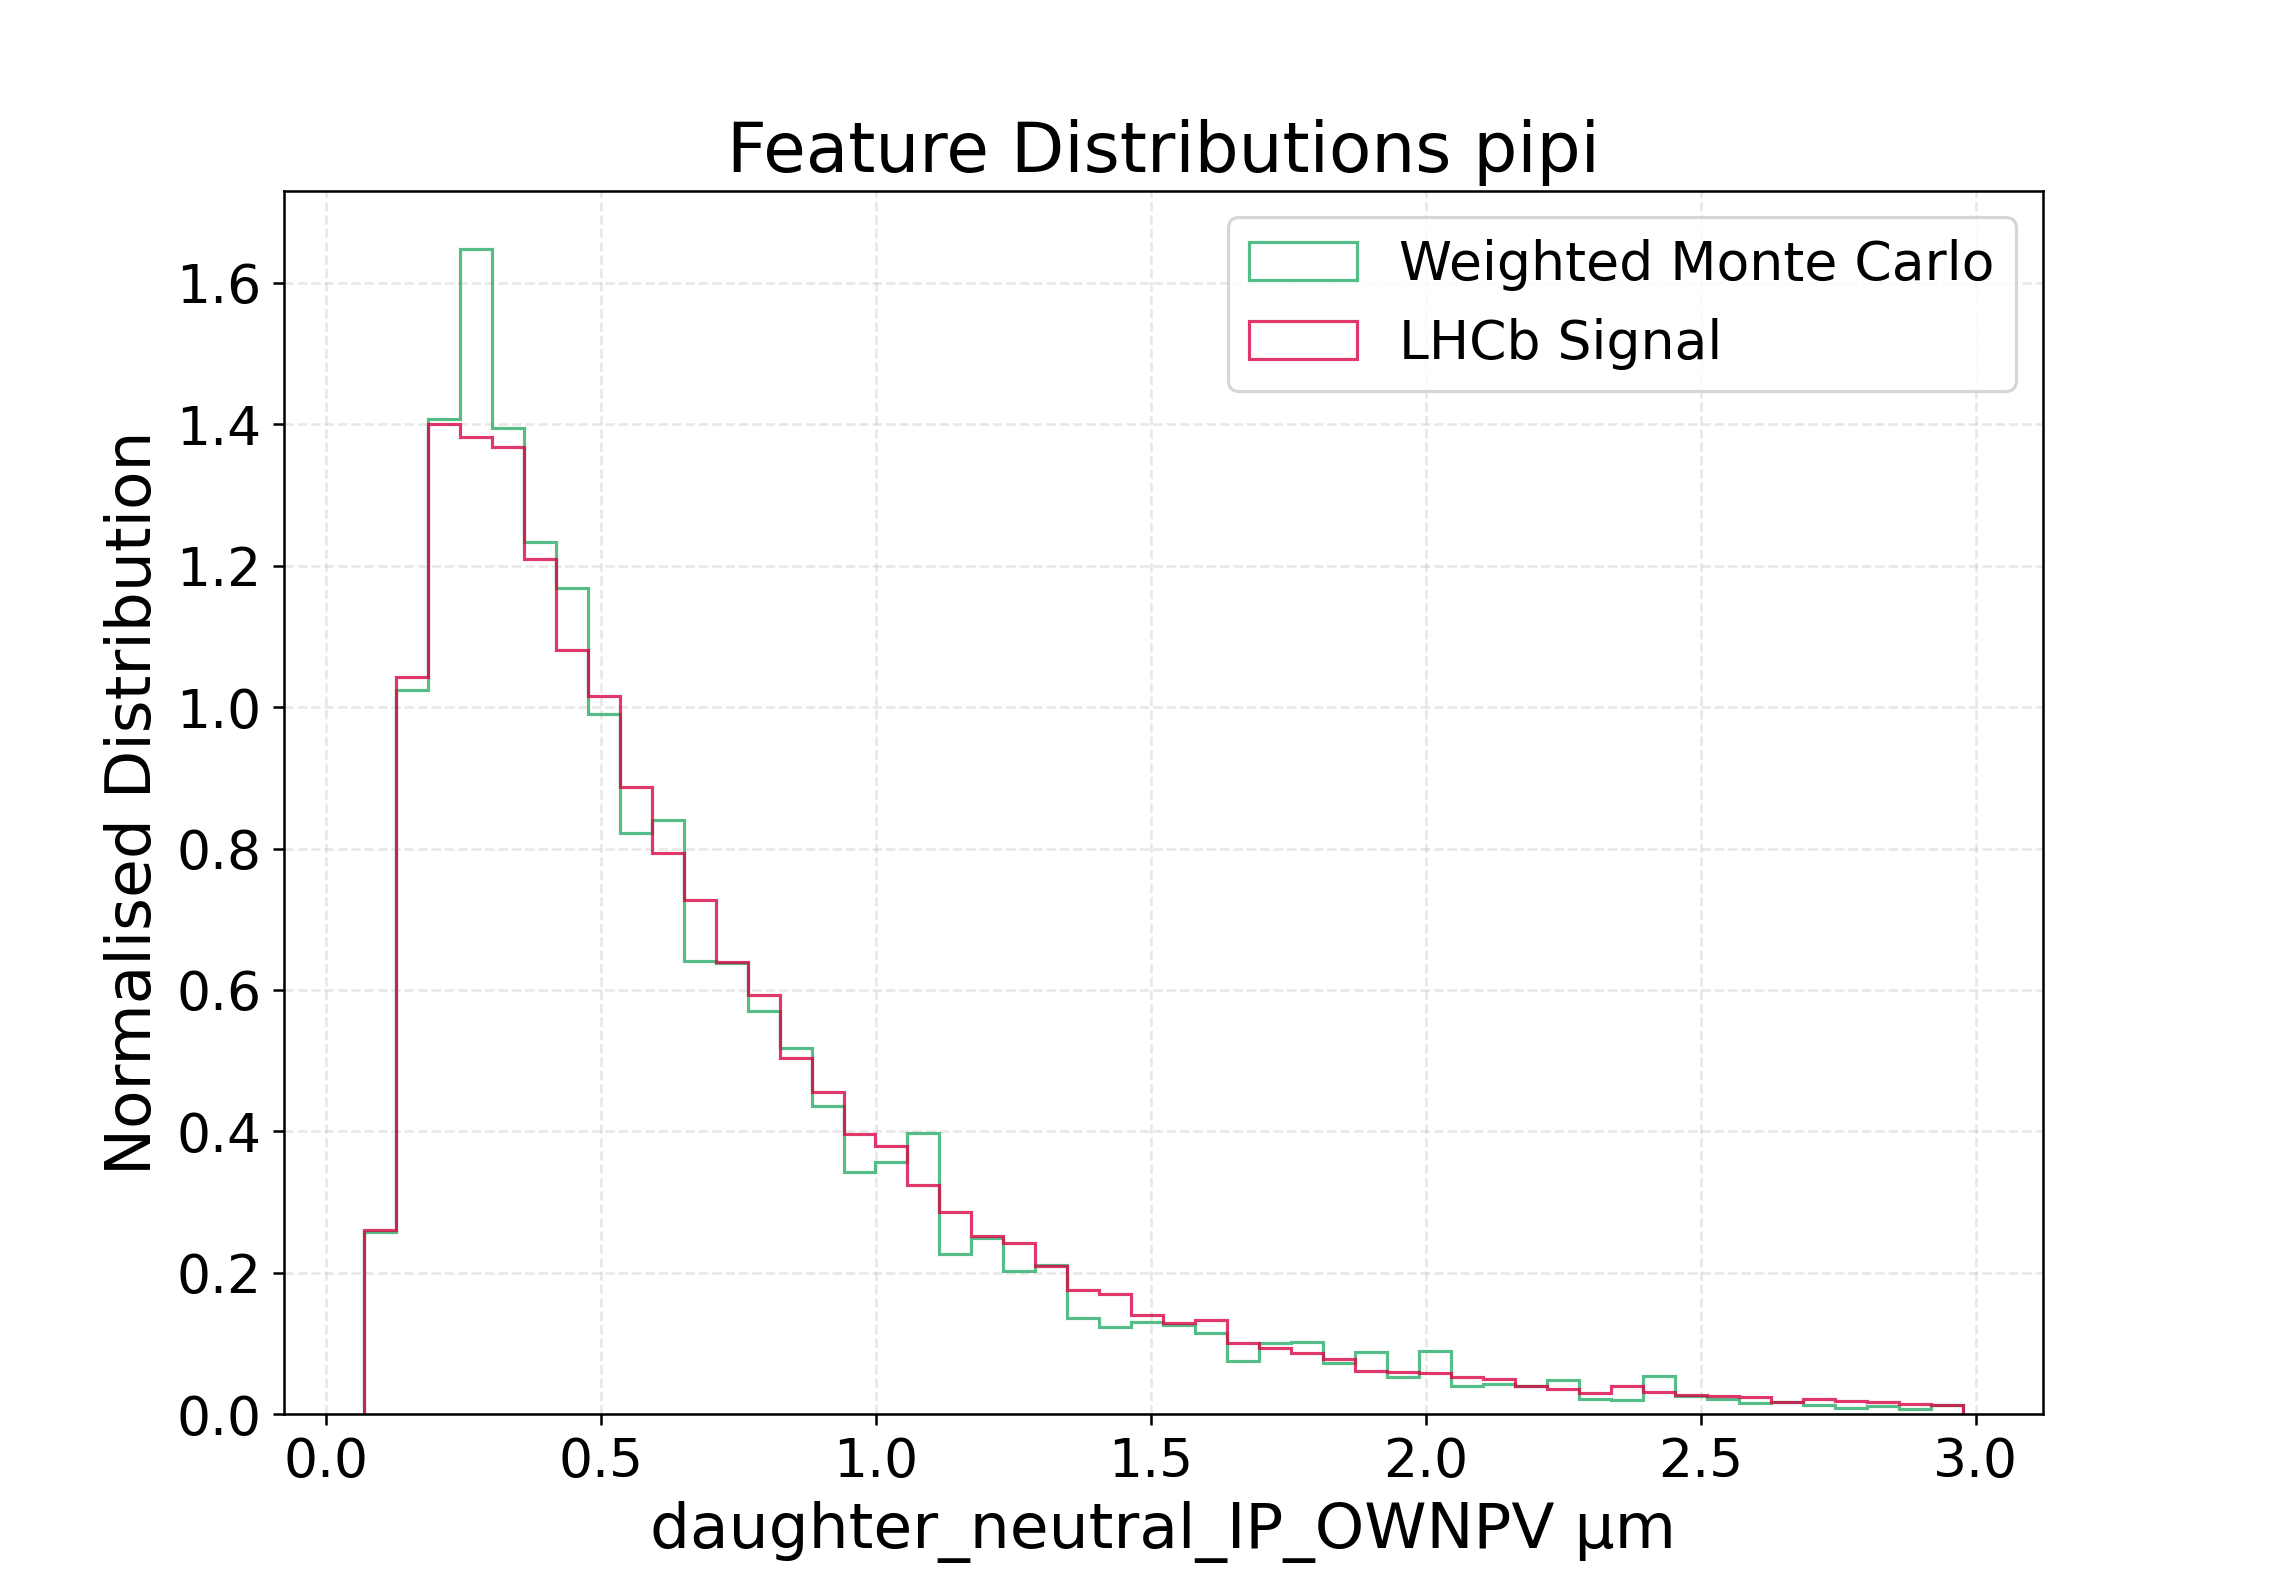 Feature Distributions pipi
Weighted Monte Carlo
LHCb Signal
Normalised Distribution
1.6
1.4
1.2
1.0
0.8
0.6
0.4
0.2
0.0
0.0 0.5 1.0 1.5 2.0 2.5 3.0
daughter_neutral_IP_OWNPV µm